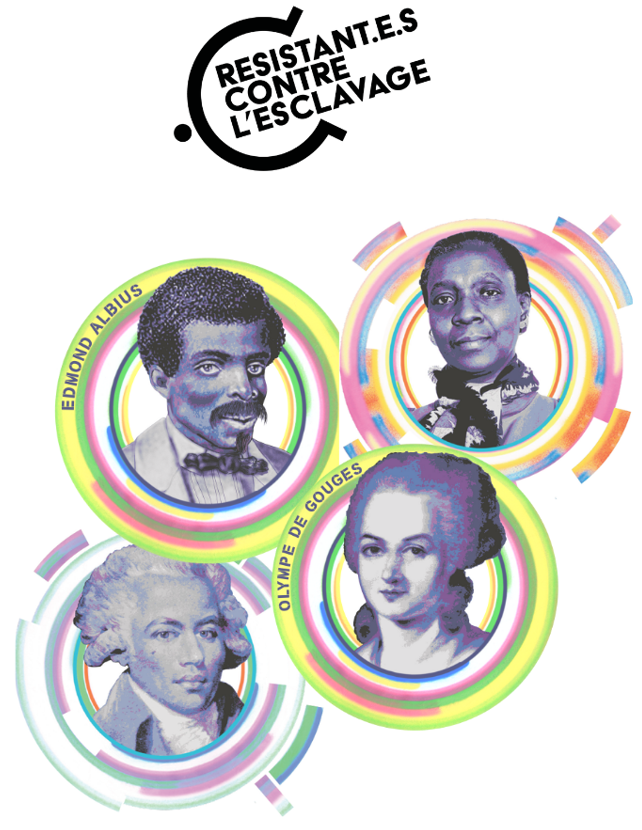 RESISTANT.E.S
CONTRE
L'ESCLAVAGE
EDMOND ALBIUS
OLYMPE DE GOUGES